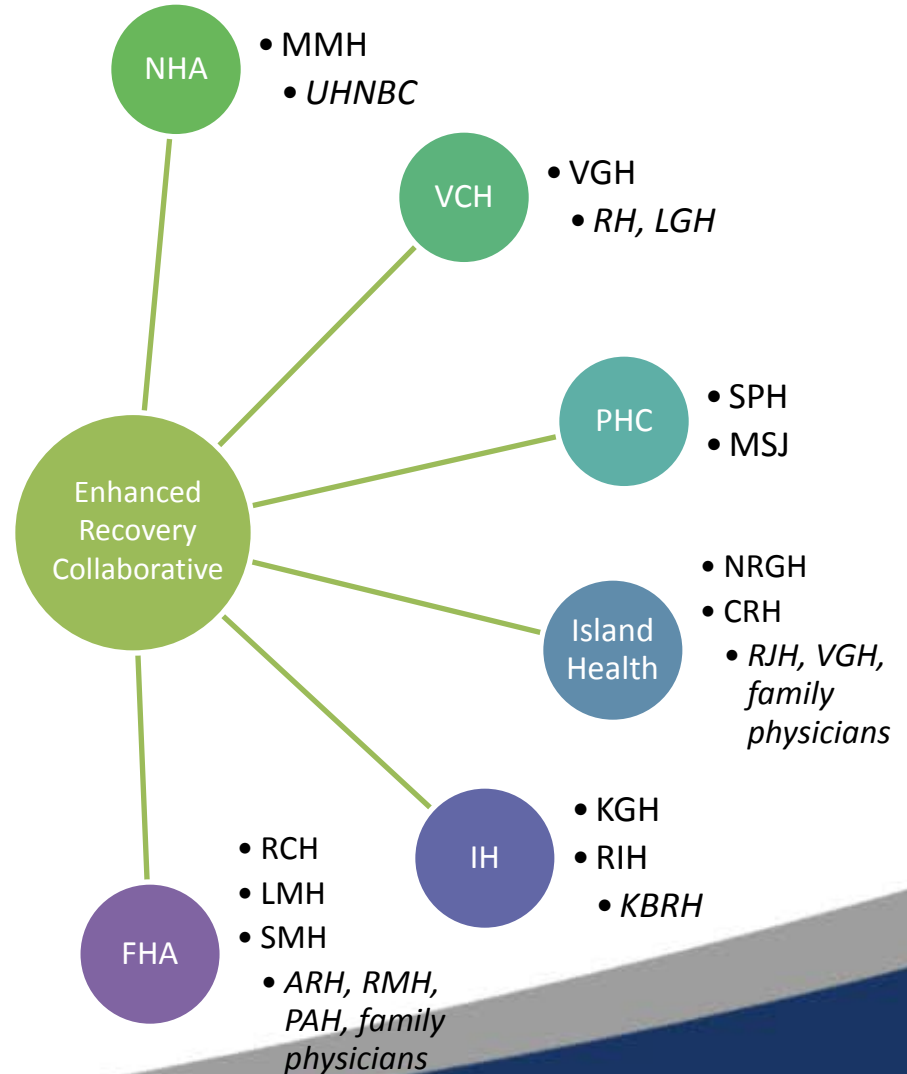 NHA
• MMH
• UHNBC
VCH
• VGH
• RH, LGH
PHC
• SPH
• MSJ
Enhanced
Recovery
Collaborative
Island
Health
• NRGH
• CRH
• RJH, VGH,
family
physicians
IH
• KGH
• RIH
• KBRH
FHA
• RCH
• LMH
• SMH
• ARH, RMH,
PAH, family
physicians